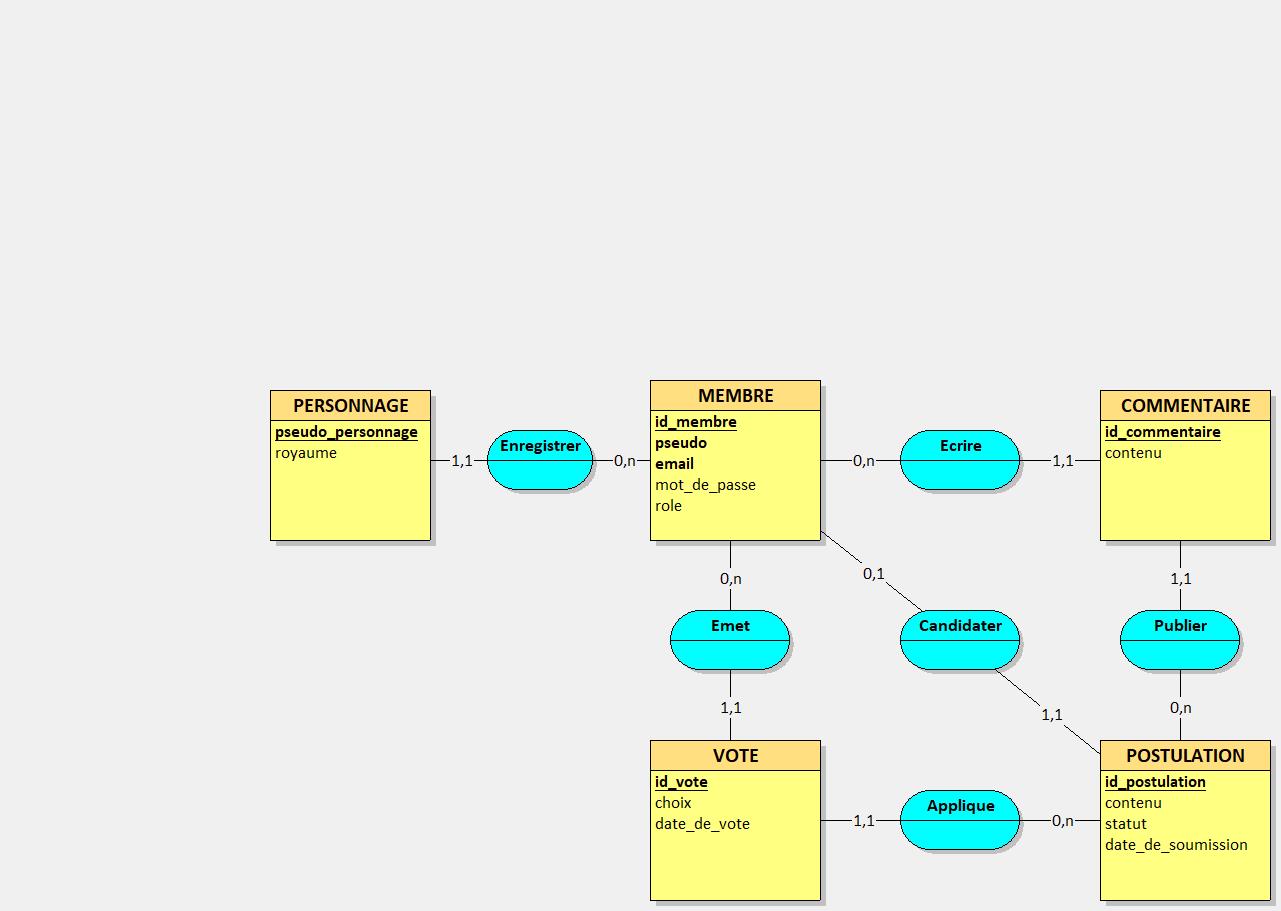 PERSONNAGE
pseudo_personnage
royaume
1,1
Enregistrer
0,n
MEMBRE
id_membre
pseudo
email
mot_de_passe
role
0,n
Ecrire
1,1
COMMENTAIRE
id_commentaire
contenu
0,n
Emet
1,1
0,1
Candidater
1,1
1,1
Publier
0,n
VOTE
id_vote
choix
date_de_vote
1,1
Applique
0,n
POSTULATION
id_postulation
contenu
statut
date_de_soumission